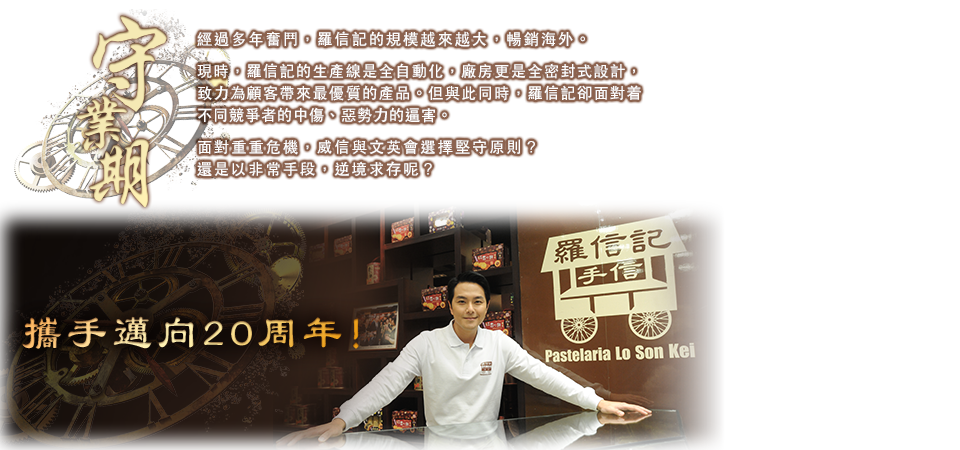 守業期
經過多年奮鬥，羅信記的規模越來越大，暢銷海外。
現時，羅信記的生產線是全自動化，廠房更是全密封式設計，
致力為顧客帶來最優質的產品。但與此同時，羅信記卻面對着
不同競爭者的中傷、惡勢力的逼害。
面對重重危機，威信與文英會選擇堅守原則？
還是以非常手段，逆境求存呢？
羅信記
手信
攜手邁向20周年！
Pastelaria Lo Son Kei